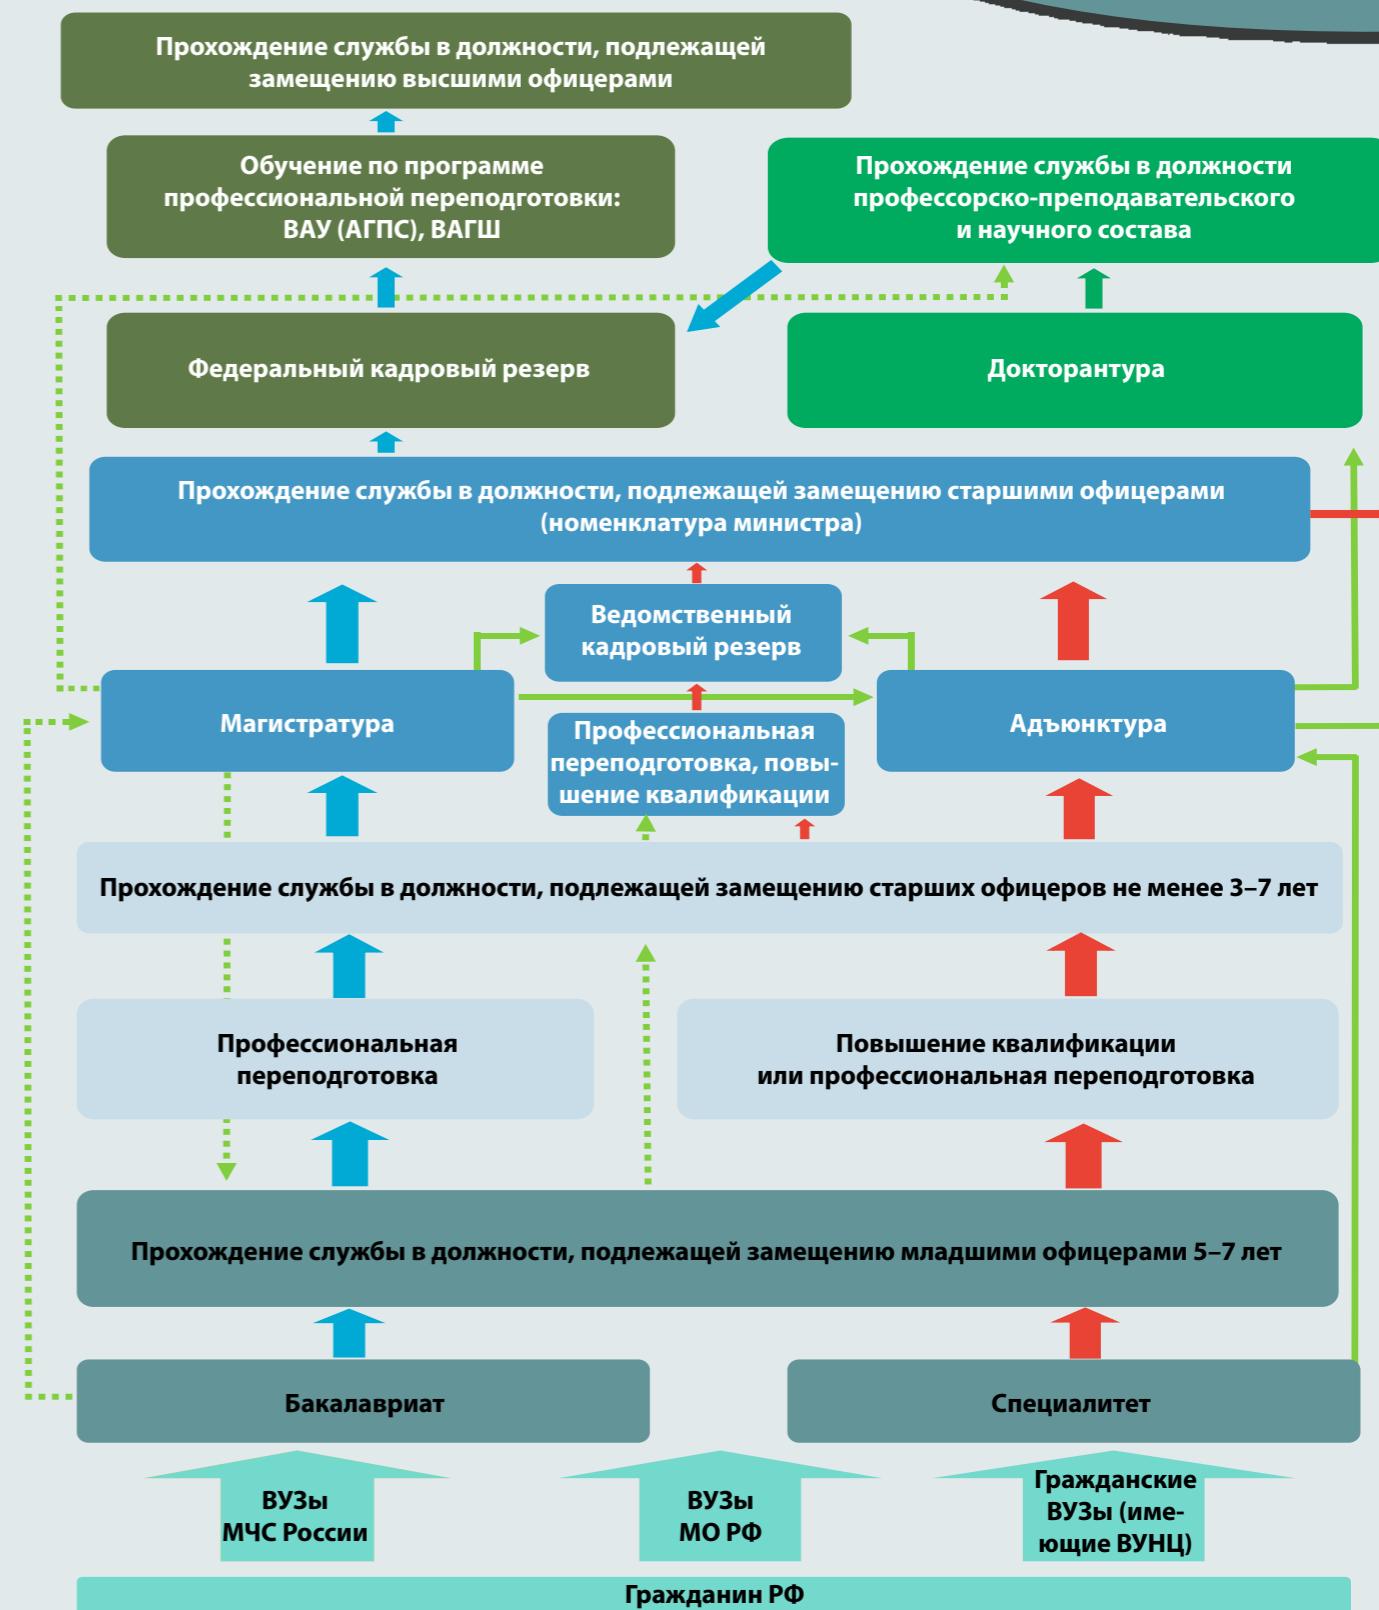 Прохождение службы в должности, подлежащей
замещению высшими офицерами
Обучение по программе
профессиональной переподготовки:
ВАУ (АГПС), ВАГШ
Прохождение службы в должности
профессорско-преподавательского
и научного состава
Федеральный кадровый резерв
Докторантура
Прохождение службы в должности, подлежащей замещению старшими офицерами
(номенклатура министра)
Ведомственный
кадровый резерв
Магистратура
Профессиональная
переподготовка, повы-
шение квалификации
Адъюнктура
Прохождение службы в должности, подлежащей замещению старших офицеров не менее 3–7 лет
Профессиональная
переподготовка
Повышение квалификации
или профессиональная переподготовка
Прохождение службы в должности, подлежащей замещению младшими офицерами 5–7 лет
Бакалавриат
Специалитет
ВУЗы
МЧС России
ВУЗы
МО РФ
Гражданские
ВУЗы (име-
ющие ВУНЦ)
Гражданин РФ